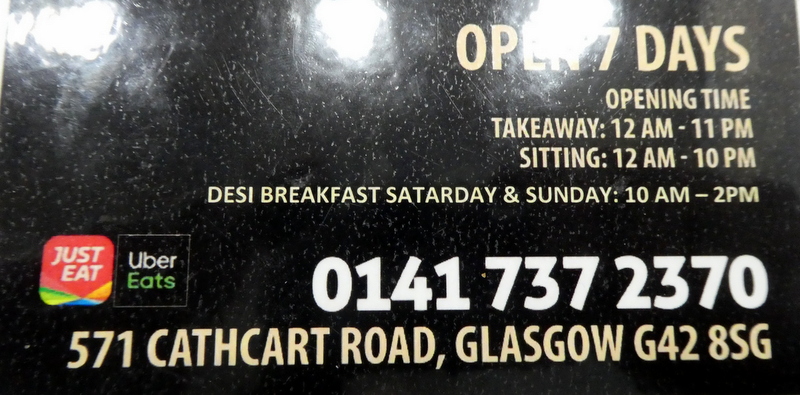 OPEN 7 DAYS
OPENING TIME
TAKEAWAY: 12 AM - 11 PM
SITTING: 12 AM - 10 PM
DESI BREAKFAST SATARDAY & SUNDAY: 10 AM – 2PM
JUST
EAT
Uber
Eats
0141 737 2370
571 CATHCART ROAD, GLASGOW G42 8SG